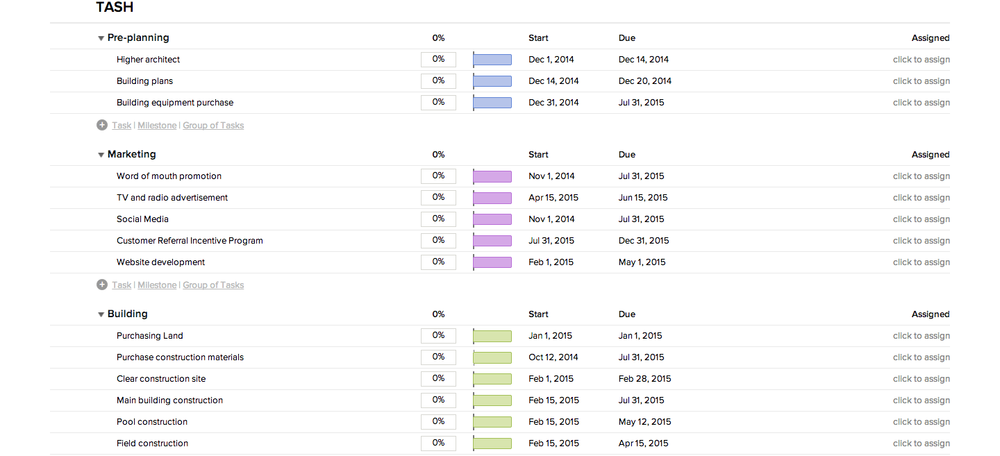 TASH
Pre-planning 0% Start Due Assigned
Higher architect 0% Dec 1, 2014 Dec 14, 2014 click to assign
Building plans 0% Dec 14, 2014 Dec 20, 2014 click to assign
Building equipment purchase 0% Dec 31, 2014 Jul 31, 2015 click to assign
Task | Milestone | Group of Tasks
Marketing 0% Start Due Assigned
Word of mouth promotion 0% Nov 1, 2014 Jul 31, 2015 click to assign
TV and radio advertisement 0% Apr 15, 2015 Jun 15, 2015 click to assign
Social Media 0% Nov 1, 2014 Jul 31, 2015 click to assign
Customer Referral Incentive Program 0% Jul 31, 2015 Dec 31, 2015 click to assign
Website development 0% Feb 1, 2015 May 1, 2015 click to assign
Task | Milestone | Group of Tasks
Building 0% Start Due Assigned
Purchasing Land 0% Jan 1, 2015 Jan 1, 2015 click to assign
Purchase construction materials 0% Oct 12, 2014 Jul 31, 2015 click to assign
Clear construction site 0% Feb 1, 2015 Feb 28, 2015 click to assign
Main building construction 0% Feb 15, 2015 Jul 31, 2015 click to assign
Pool construction 0% Feb 15, 2015 May 12, 2015 click to assign
Field construction 0% Feb 15, 2015 Apr 15, 2015 click to assign